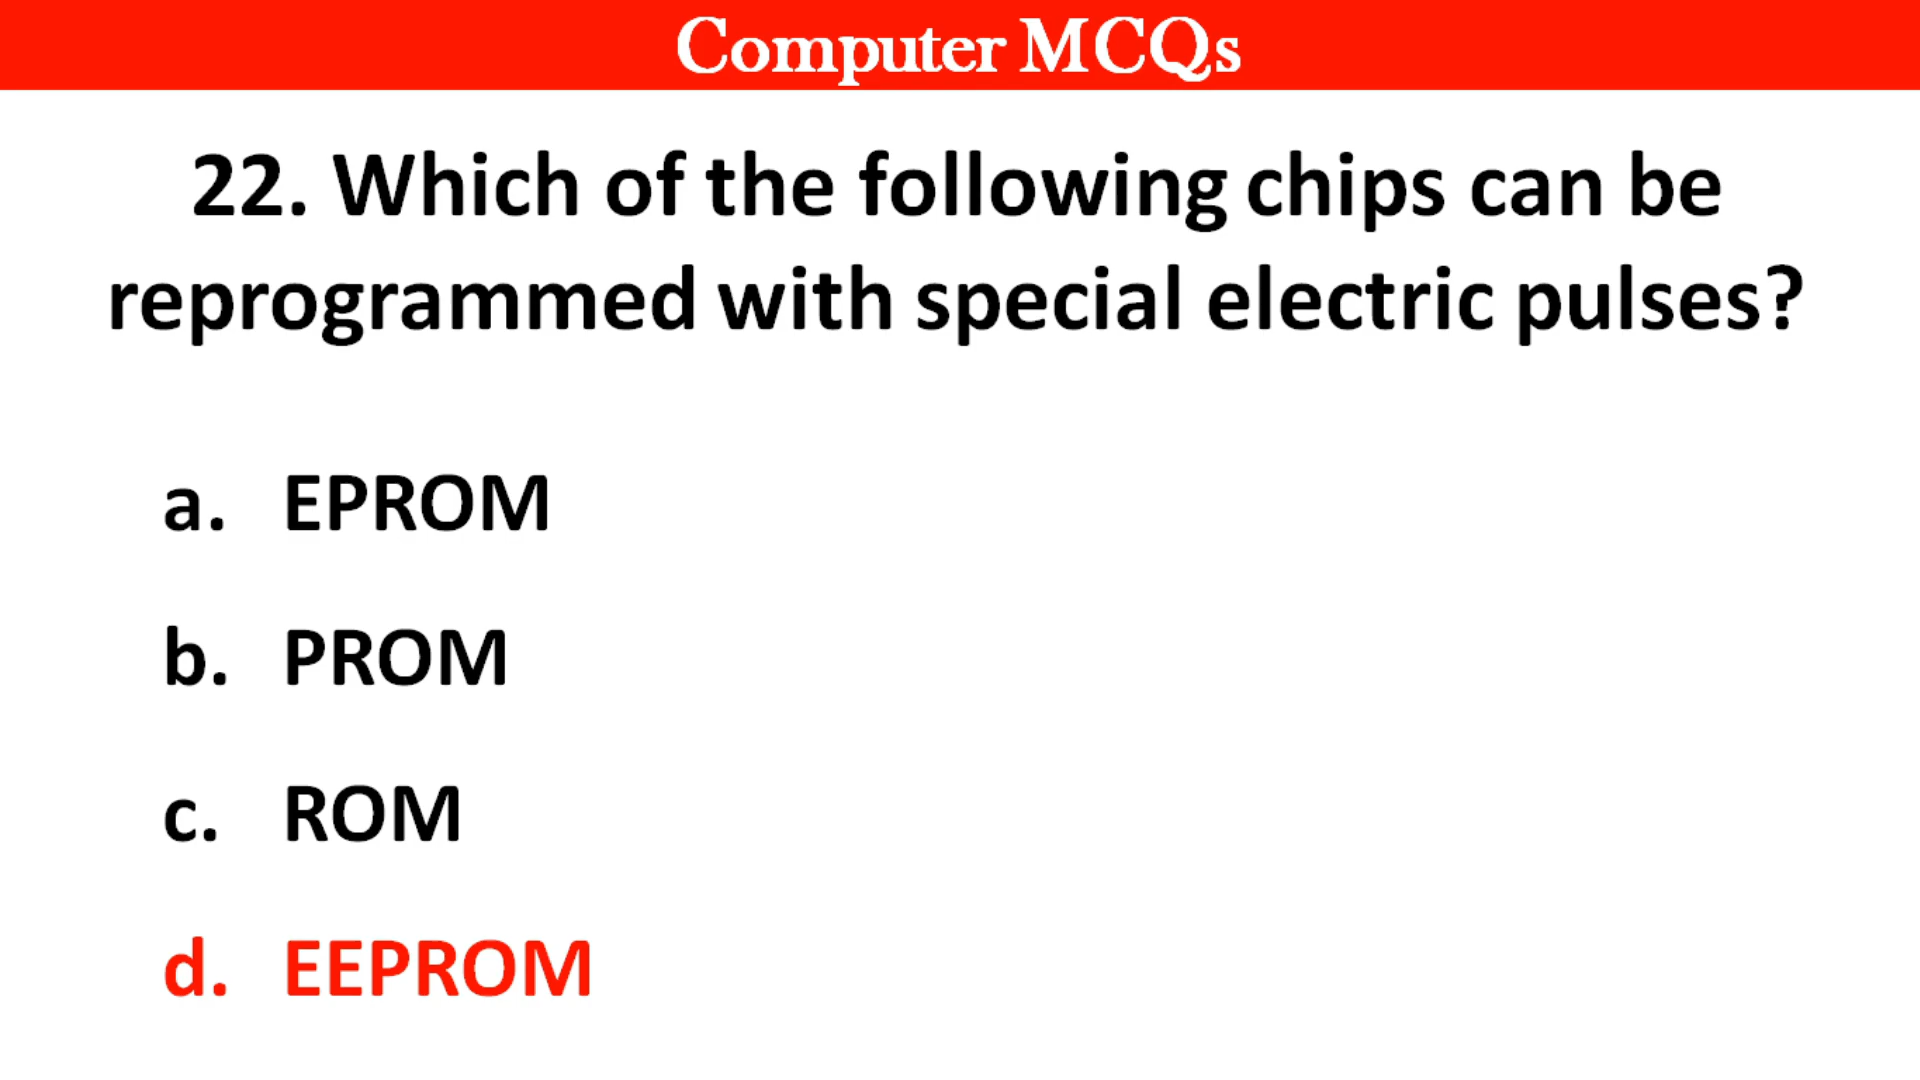 Computer MCQs
22. Which of the following chips can be
reprogrammed with special electric pulses?
a. EPROM
b. PROM
c. ROM
d. EEPROM